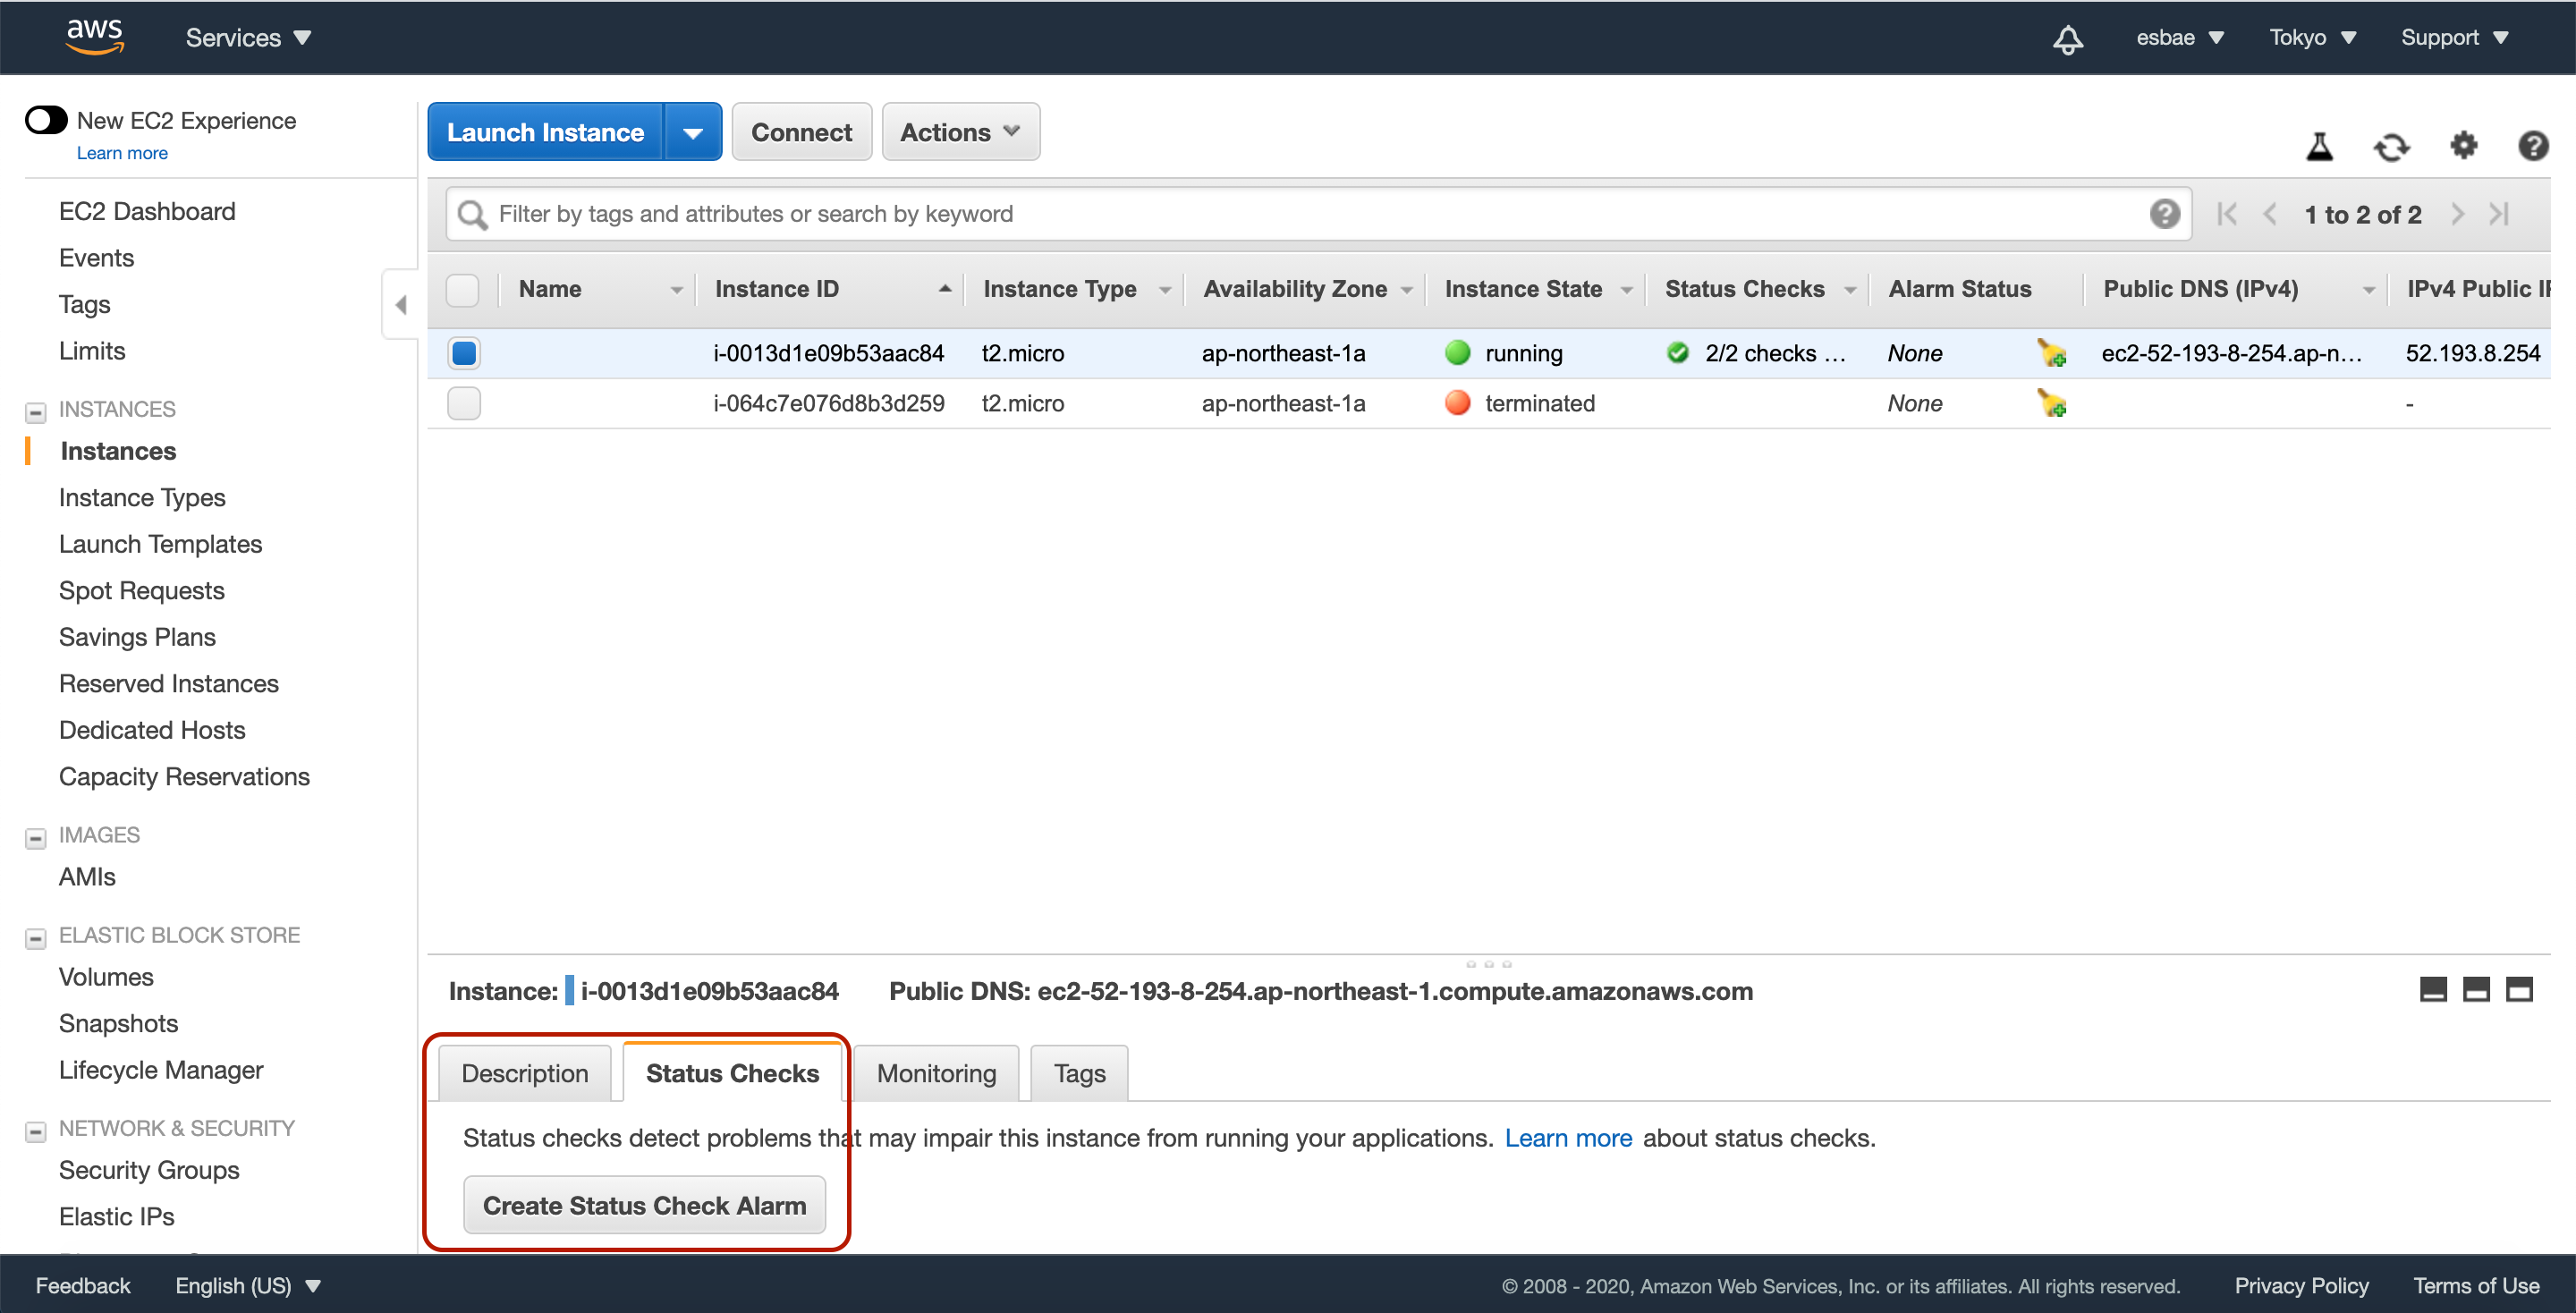 aws Services esbae Tokyo Support
New EC2 Experience
Learn more
EC2 Dashboard
Events
Tags
Limits
INSTANCES
Instances
Instance Types
Launch Templates
Spot Requests
Savings Plans
Reserved Instances
Dedicated Hosts
Capacity Reservations
IMAGES
AMIs
ELASTIC BLOCK STORE
Volumes
Snapshots
Lifecycle Manager
NETWORK & SECURITY
Security Groups
Elastic IPs
Launch Instance Connect Actions
Filter by tags and attributes or search by keyword 1 to 2 of 2
Name Instance ID Instance Type Availability Zone Instance State Status Checks Alarm Status Public DNS (IPv4) IPv4 Public
i-0013d1e09b53aac84 t2.micro ap-northeast-1a running 2/2 checks ... None ec2-52-193-8-254.ap-n... 52.193.8.254
i-064c7e076d8b3d259 t2.micro ap-northeast-1a terminated None -
Instance: i-0013d1e09b53aac84 Public DNS: ec2-52-193-8-254.ap-northeast-1.compute.amazonaws.com
Description Status Checks Monitoring Tags
Status checks detect problems that may impair this instance from running your applications. Learn more about status checks.
Create Status Check Alarm
Feedback English (US) © 2008 - 2020, Amazon Web Services, Inc. or its affiliates. All rights reserved. Privacy Policy Terms of Use